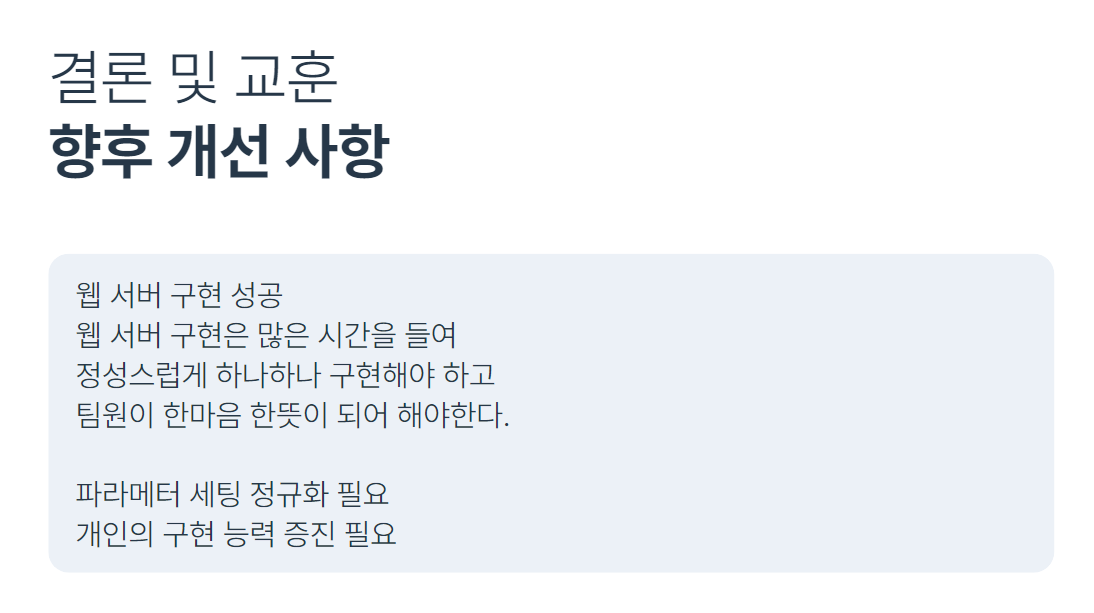 결론 및 교훈
향후 개선 사항
웹 서버 구현 성공
웹 서버 구현은 많은 시간을 들여
정성스럽게 하나하나 구현해야 하고
팀원이 한마음 한뜻이 되어 해야한다.
파라메터 세팅 정규화 필요
개인의 구현 능력 증진 필요